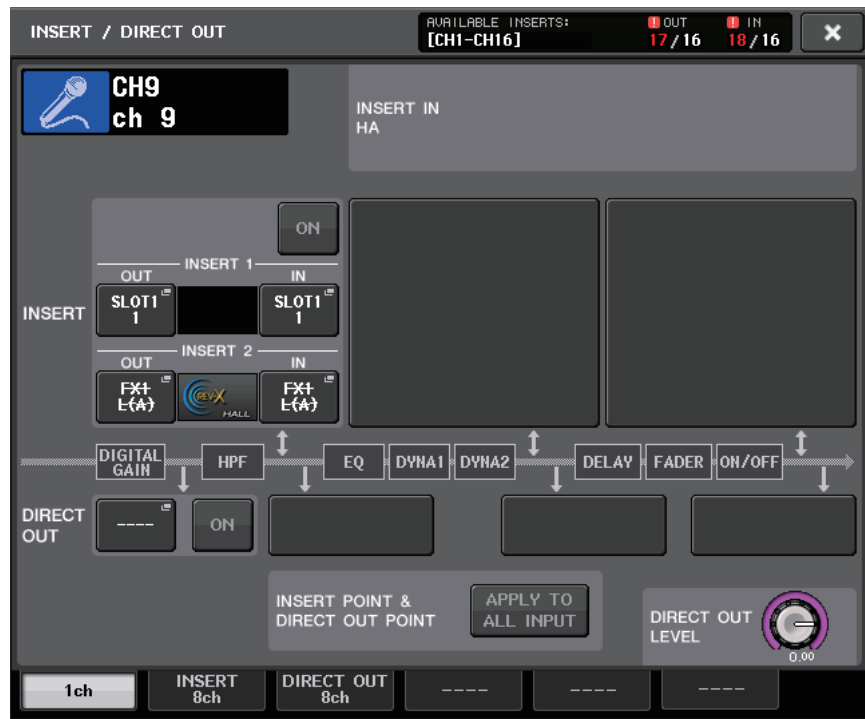 INSERT / DIRECT OUT
AVAILABLE INSERTS:
[CH1-CH16]
! OUT
17/16
! IN
18/16
×
CH9
ch 9
INSERT IN
HA
ON
INSERT 1
OUT
IN
INSERT
SLOT1
1
SLOT1
1
INSERT 2
OUT
IN
FX1
L(A)
REV-X
HALL
FX1
L(A)
DIGITAL
GAIN
HPF
EQ
DYNA1
DYNA2
DELAY
FADER
ON/OFF
DIRECT
OUT
----
ON
INSERT POINT &
DIRECT OUT POINT
APPLY TO
ALL INPUT
DIRECT OUT
LEVEL
0.00
1ch
INSERT
8ch
DIRECT OUT
8ch
----
----
----